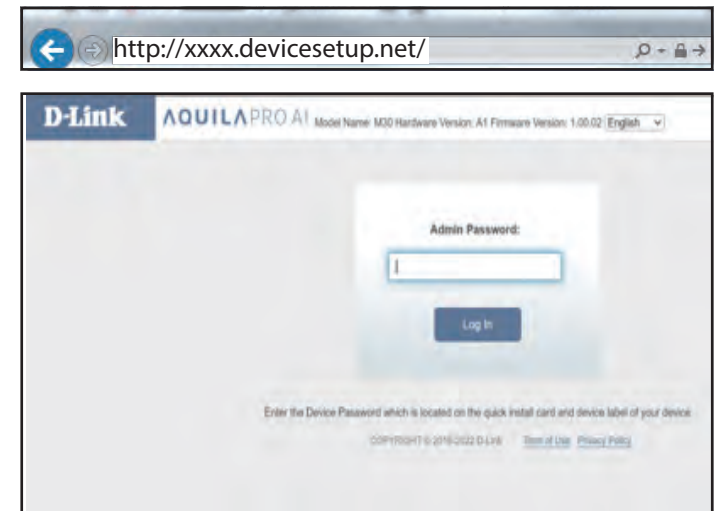 http://xxxx.devicesetup.net/
D-Link AQUILA PRO AI Model Name: M30 Hardware Version: A1 Firmware Version: 1.00.02 English
Admin Password:
Log In
Enter the Device Password which is located on the quick install card and device label of your device.
COPYRIGHT © 2016-2022 D-Link Term of Use Privacy Policy